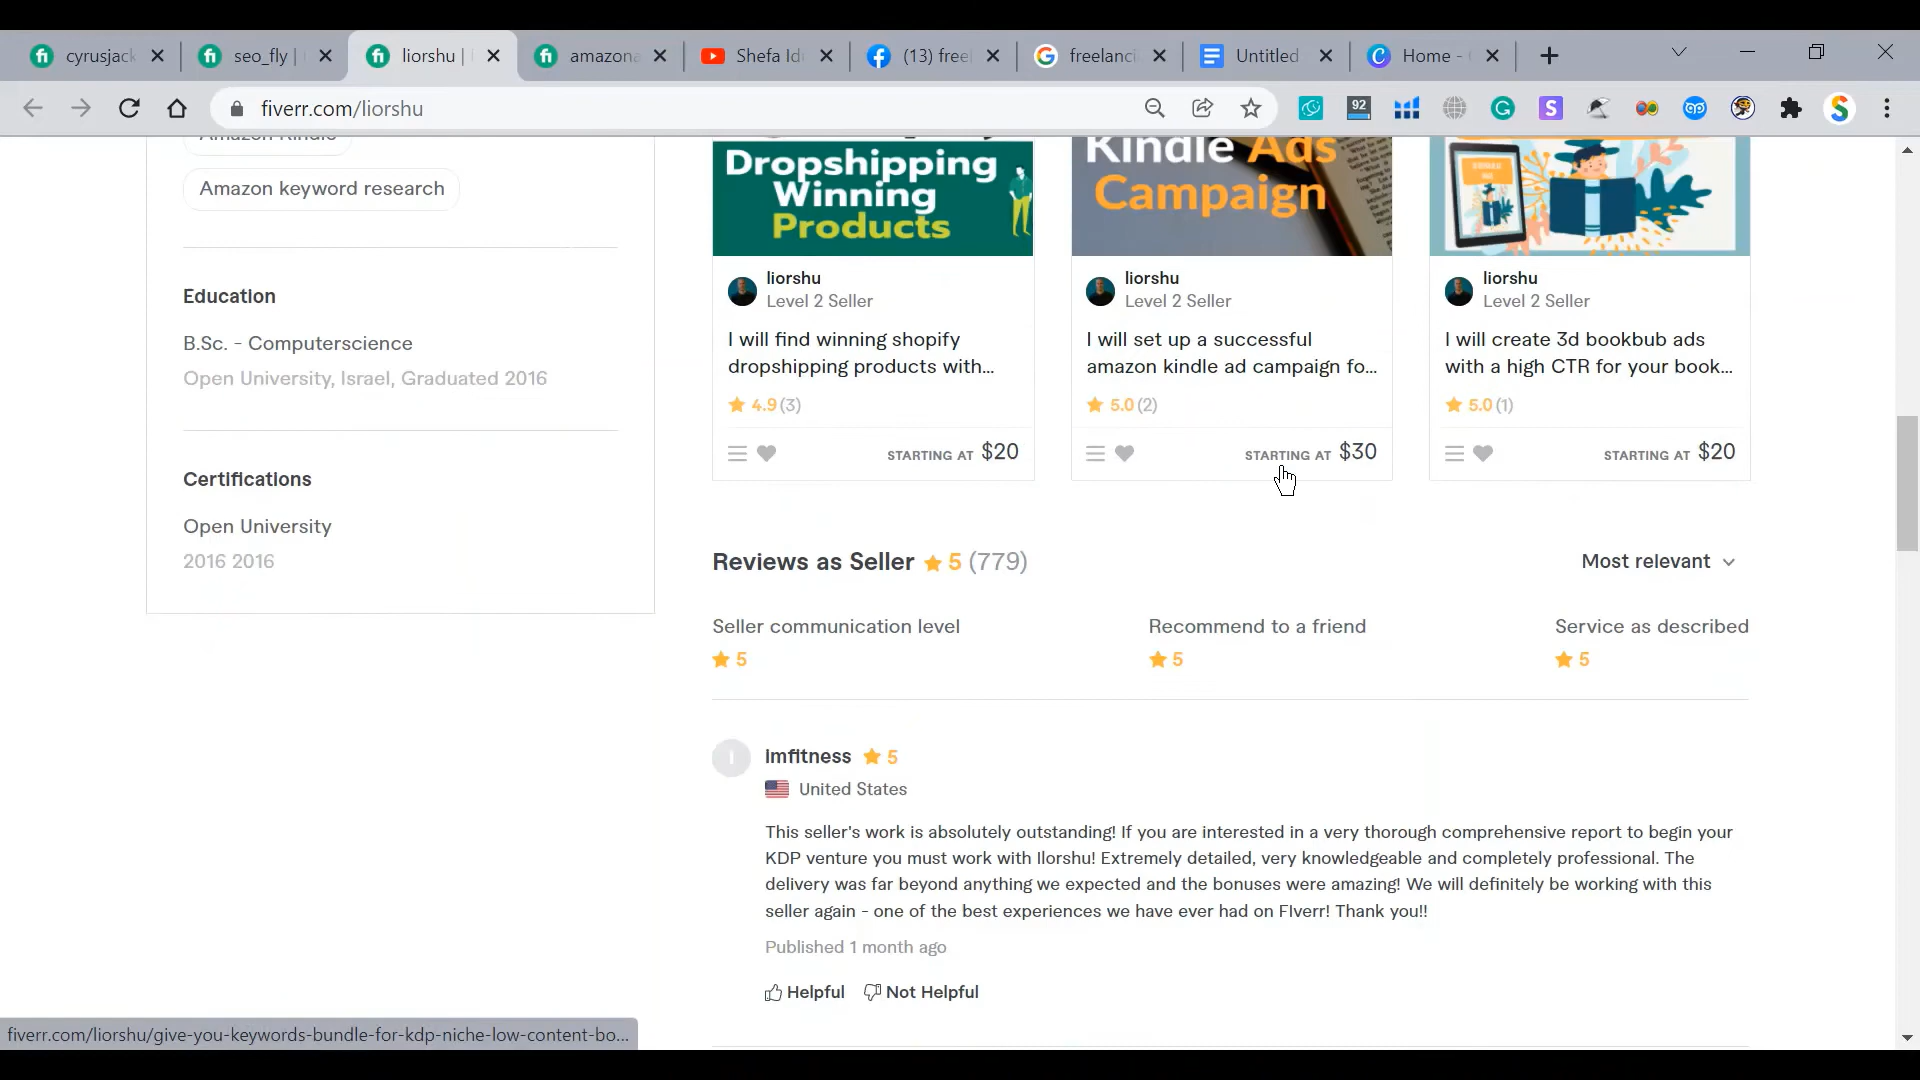 cyrusjack
seo_fly |
liorshu |
amazona
Shefa Id
(13) free
freelanci
Untitled
Home -
fiverr.com/liorshu
92
Amazon Kindle
Amazon keyword research
Education
B.Sc. - Computerscience
Open University, Israel, Graduated 2016
Certifications
Open University
2016 2016
Dropshipping
Winning
Products
liorshu
Level 2 Seller
I will find winning shopify
dropshipping products with...
4.9 (3)
STARTING AT $20
Kindle Ads
Campaign
liorshu
Level 2 Seller
I will set up a successful
amazon kindle ad campaign fo...
5.0 (2)
STARTING AT $30
liorshu
Level 2 Seller
I will create 3d bookbub ads
with a high CTR for your book...
5.0 (1)
STARTING AT $20
Reviews as Seller 5 (779)
Most relevant
Seller communication level
5
Recommend to a friend
5
Service as described
5
imfitness 5
United States
This seller's work is absolutely outstanding! If you are interested in a very thorough comprehensive report to begin your
KDP venture you must work with Ilorshu! Extremely detailed, very knowledgeable and completely professional. The
delivery was far beyond anything we expected and the bonuses were amazing! We will definitely be working with this
seller again - one of the best experiences we have ever had on FIverr! Thank you!!
Published 1 month ago
Helpful Not Helpful
fiverr.com/liorshu/give-you-keywords-bundle-for-kdp-niche-low-content-bo...